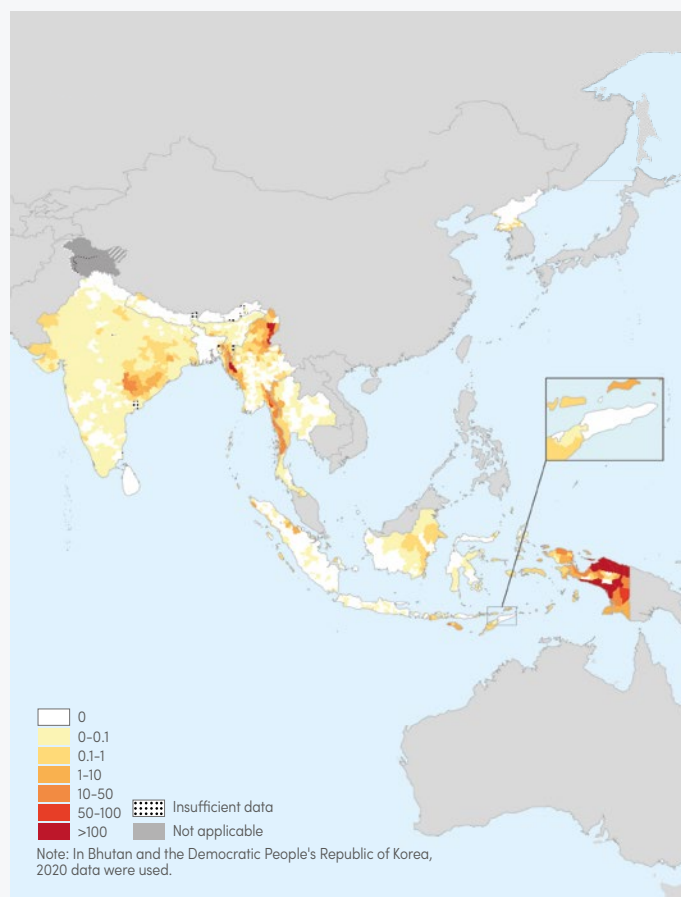 0
0-0.1
0.1-1
1-10
10-50
50-100
>100
Insufficient data
Not applicable
Note: In Bhutan and the Democratic People's Republic of Korea,
2020 data were used.